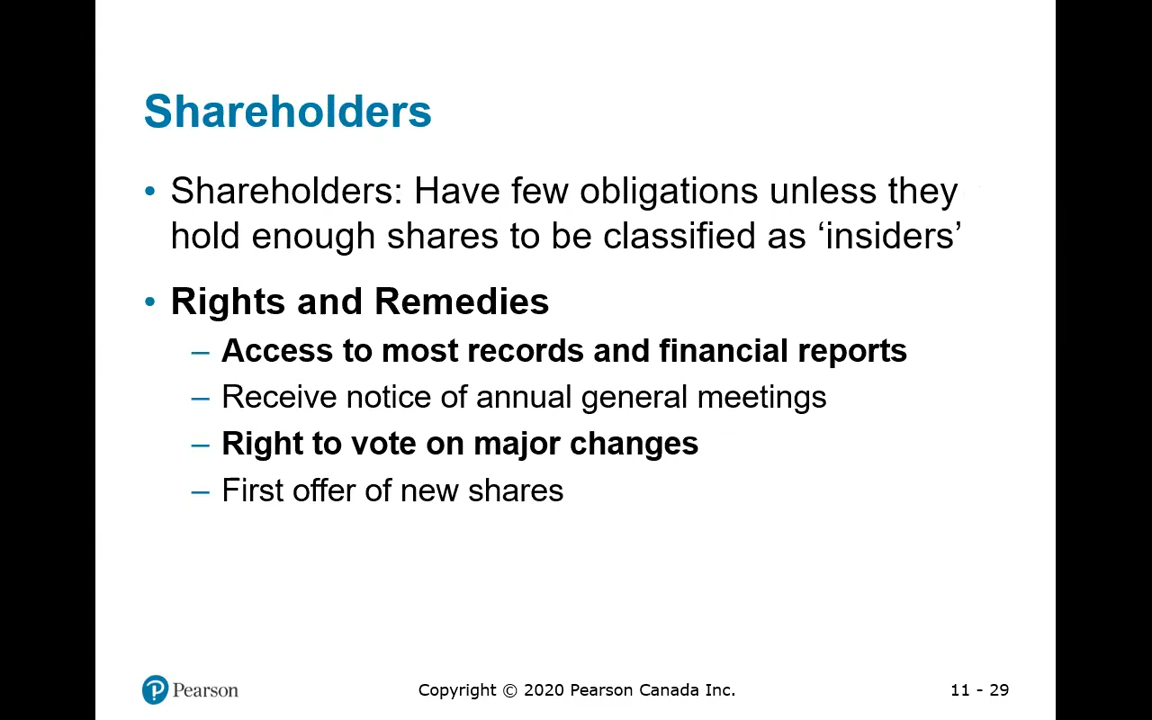 Shareholders
• Shareholders: Have few obligations unless they
hold enough shares to be classified as ‘insiders’
• Rights and Remedies
– Access to most records and financial reports
– Receive notice of annual general meetings
– Right to vote on major changes
– First offer of new shares
P Pearson
Copyright © 2020 Pearson Canada Inc.
11 - 29